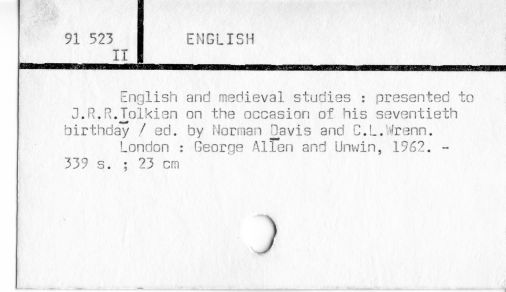 91 523 ENGLISH
II
English and medieval studies : presented to
J.R.R.Tolkien on the occasion of his seventieth
birthday / ed. by Norman Davis and C.L.Wrenn.
London : George Allen and Unwin, 1962. -
339 s. ; 23 cm